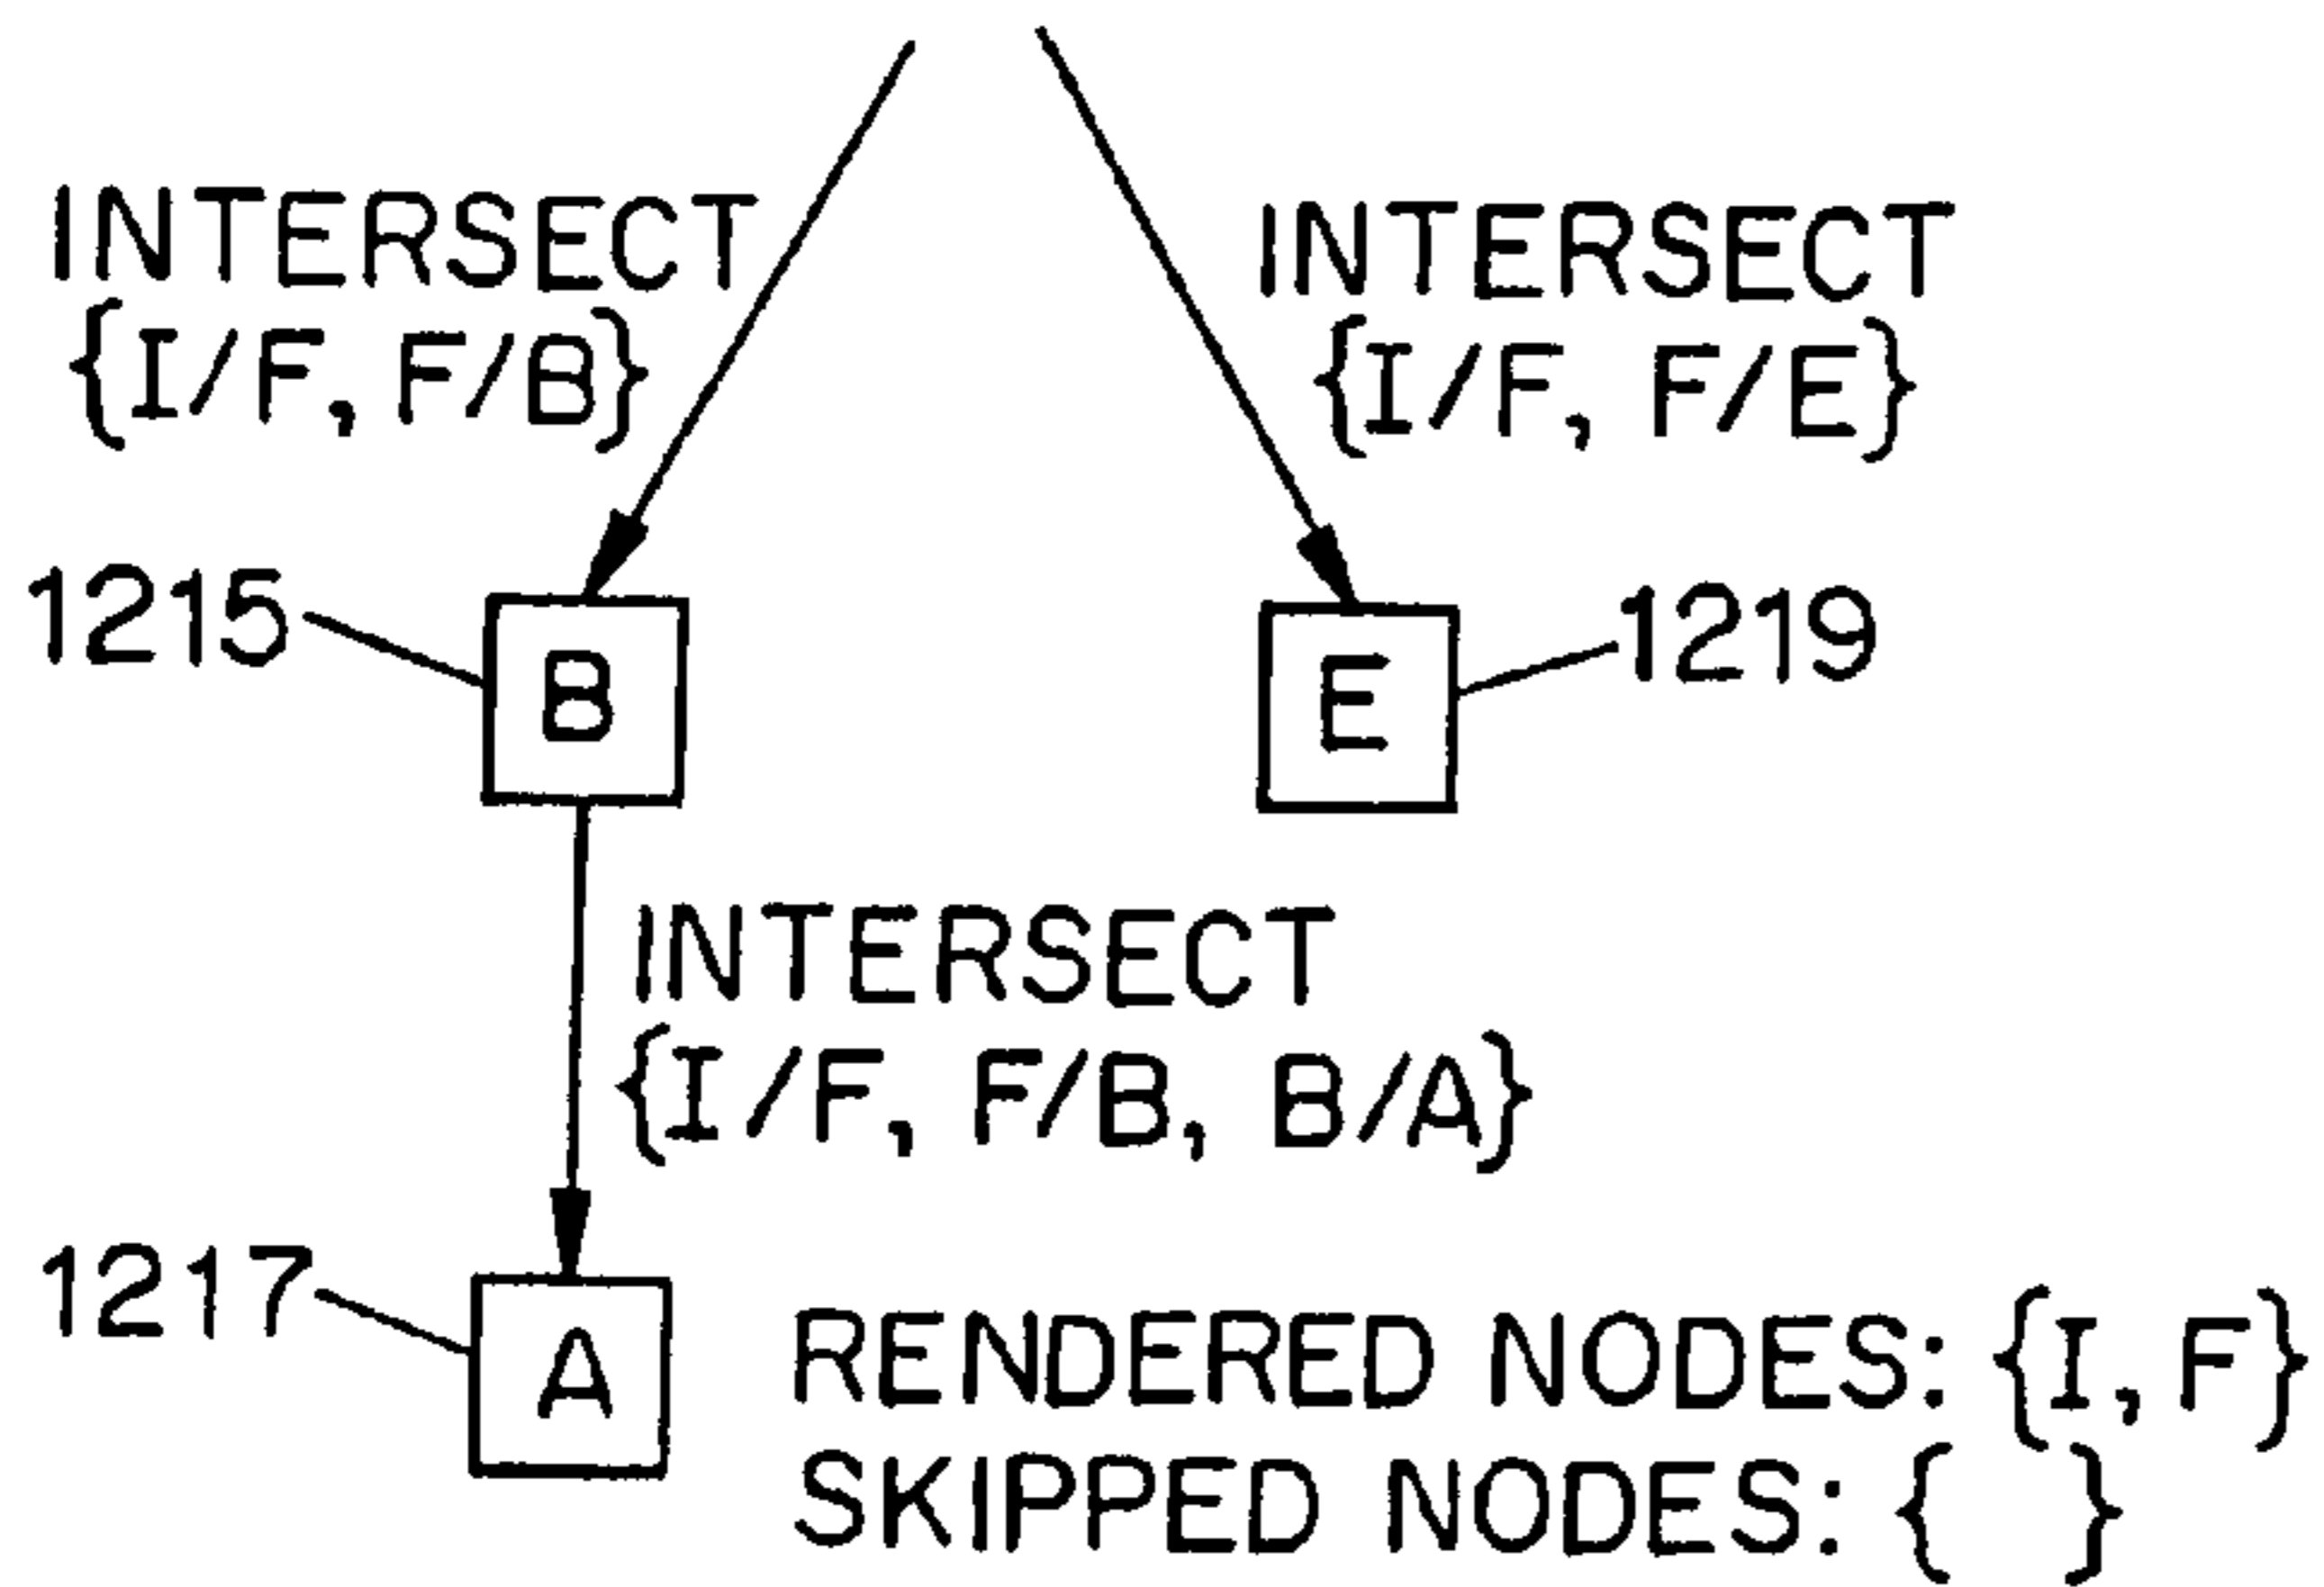 INTERSECT
{I/F, F/B}
INTERSECT
{I/F, F/E}
1215
B
E
1219
INTERSECT
{I/F, F/B, B/A}
1217
A
RENDERED NODES: {I, F}
SKIPPED NODES: { }